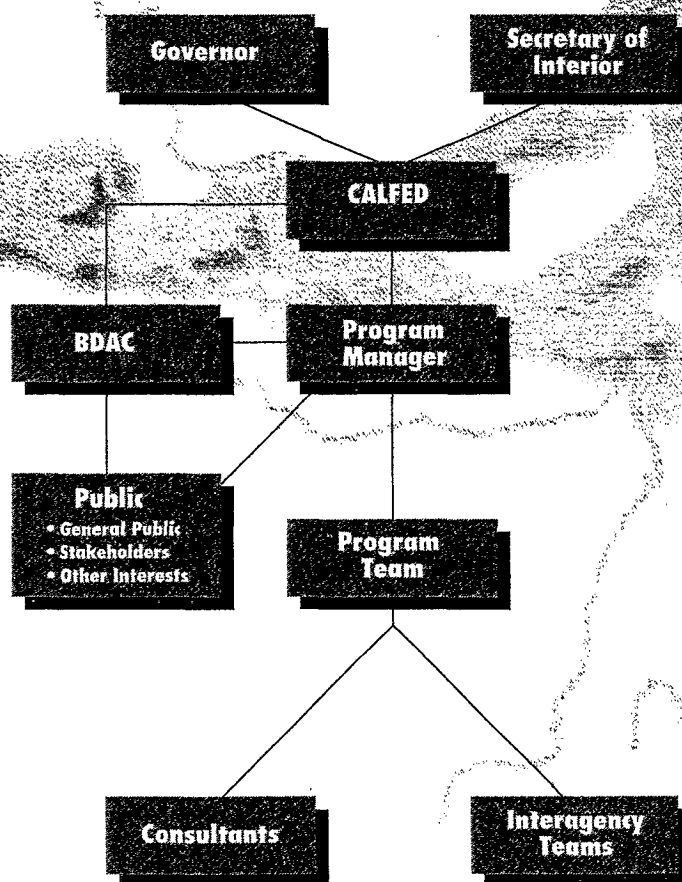 Governor
Secretary of
Interior
CALFED
BDAC
Program
Manager
Public
• General Public
• Stakeholders
• Other Interests
Program
Team
Consultants
Interagency
Teams